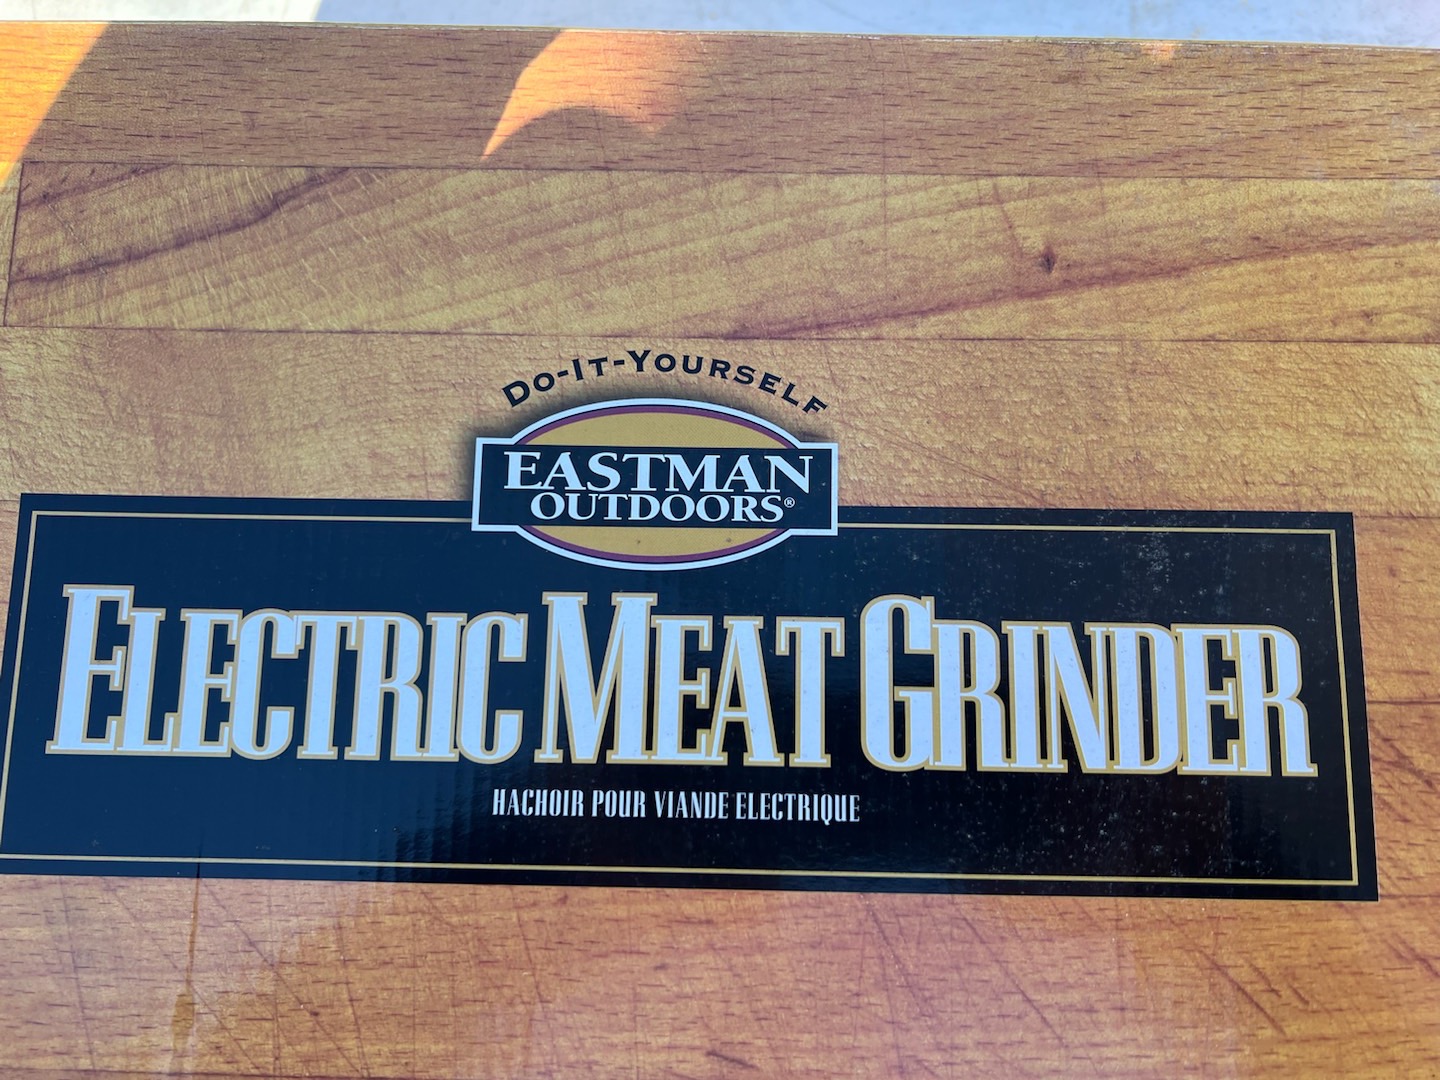 DO-IT-YOURSELF
EASTMAN
OUTDOORS®
ELECTRIC MEAT GRINDER
HACHOIR POUR VIANDE ELECTRIQUE